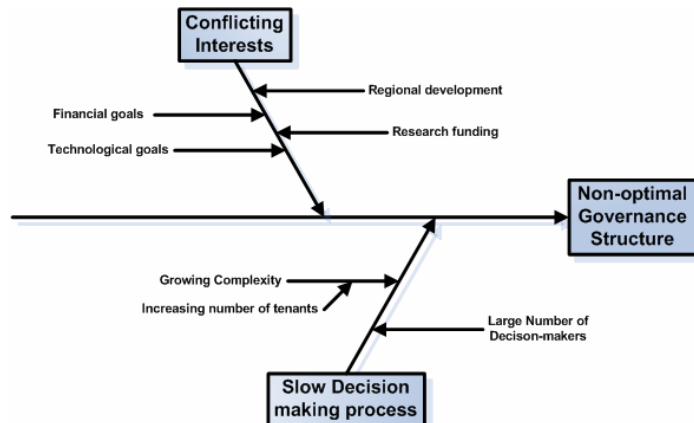 Conflicting
Interests
Regional development
Financial goals
Research funding
Technological goals
Non-optimal
Governance
Structure
Growing Complexity
Increasing number of tenants
Large Number of
Decison-makers
Slow Decision
making process